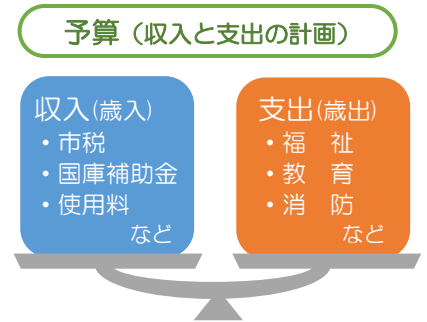 予算（収入と支出の計画）
収入(歳入)
・市税
・国庫補助金
・使用料
など
支出(歳出)
・福　祉
・教　育
・消　防
など